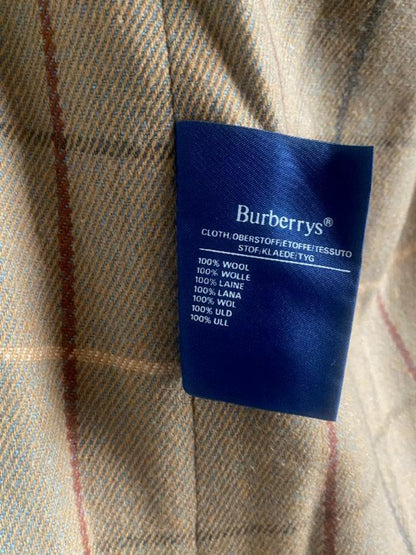 Burberrys®
CLOTH/OBERSTOFF/ETOFFE/TESSUTO
STOF/KLAEDE/TYG
100% WOOL
100% WOLLE
100% LAINE
100% LANA
100% WOL
100% ULD
100% ULL